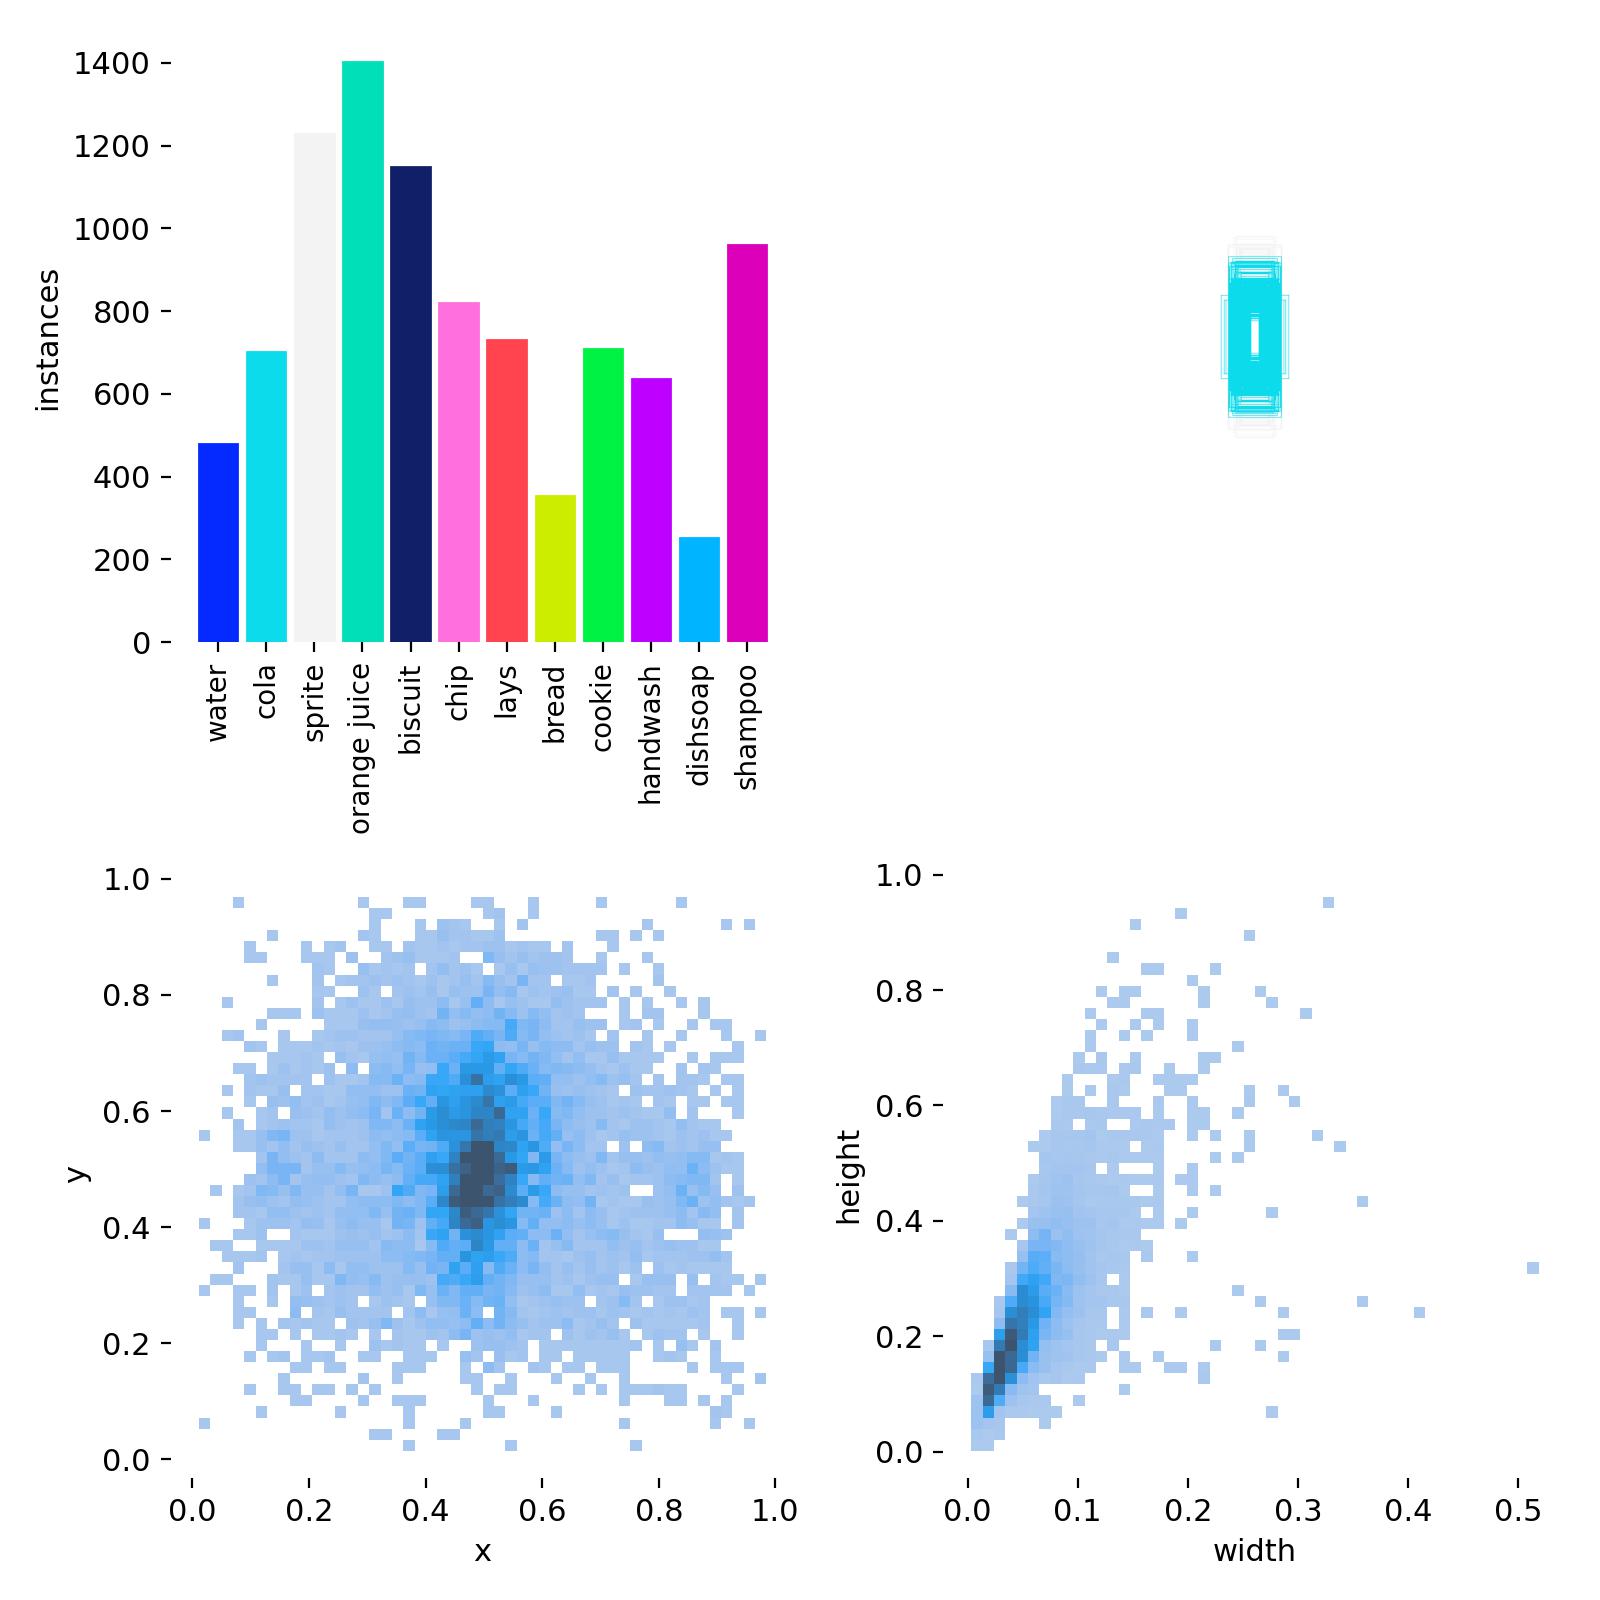 1400
1200
1000
800
600
400
200
0
instances
water
cola
sprite
orange juice
biscuit
chip
lays
bread
cookie
handwash
dishsoap
shampoo
1.0
0.8
0.6
0.4
0.2
0.0
y
0.0 0.2 0.4 0.6 0.8 1.0
x
1.0
0.8
0.6
0.4
0.2
0.0
height
0.0 0.1 0.2 0.3 0.4 0.5
width